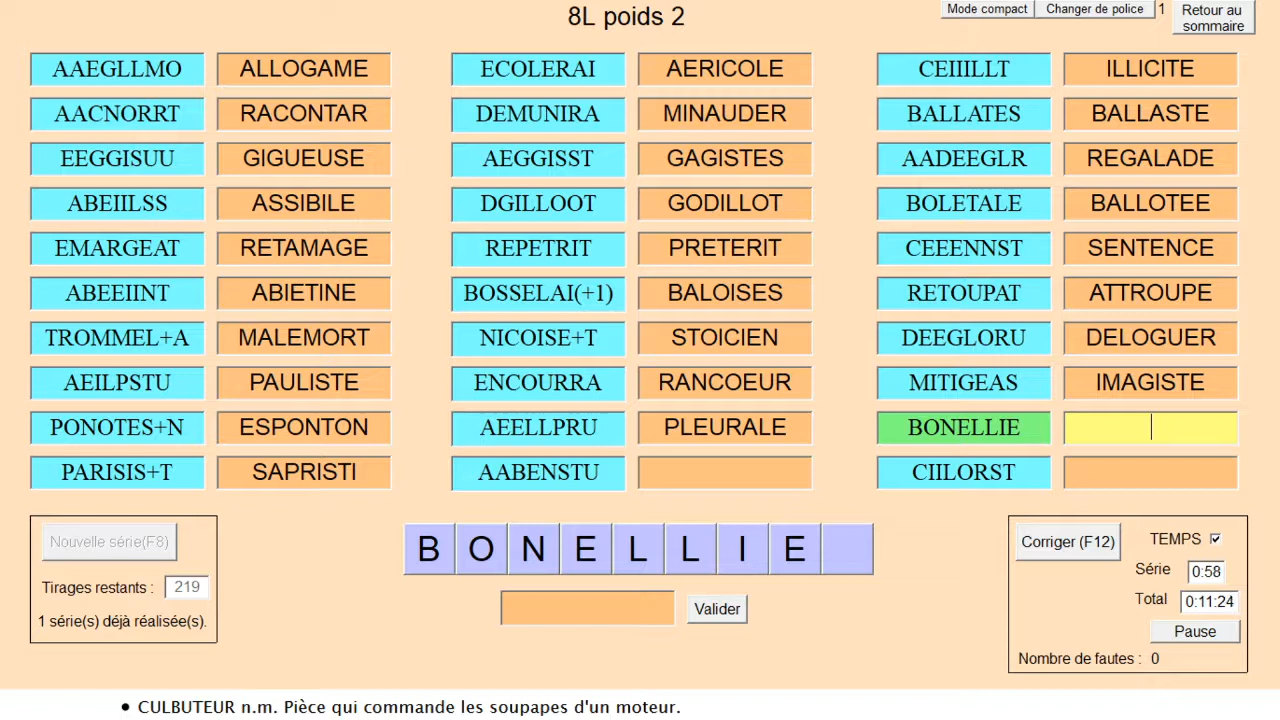 8L poids 2
Mode compact Changer de police 1 Retour au sommaire
AAEGLLMO ALLOGAME ECOLERAI AERICOLE CEIIILLT ILLICITE
AACNORRT RACONTAR DEMUNIRA MINAUDER BALLATES BALLASTE
EEGGISUU GIGUEUSE AEGGISST GAGISTES AADEEGLR REGALADE
ABEIILSS ASSIBILE DGILLOOT GODILLOT BOLETALE BALLOTEE
EMARGEAT RETAMAGE REPETRIT PRETERIT CEEENNST SENTENCE
ABEEIINT ABIETINE BOSSELAI(+1) BALOISES RETOUPAT ATTROUPE
TROMMEL+A MALEMORT NICOISE+T STOICIEN DEEGLORU DELOGUER
AEILPSTU PAULISTE ENCOURRA RANCOEUR MITIGEAS IMAGISTE
PONOTES+N ESPONTON AEELLPRU PLEURALE BONELLIE
PARISIS+T SAPRISTI AABENSTU CIILORST
Nouvelle série(F8)
Tirages restants : 219
1 série(s) déjà réalisée(s).
B O N E L L I E
Valider
Corriger (F12) TEMPS
Série 0:58
Total 0:11:24
Pause
Nombre de fautes : 0
• CULBUTEUR n.m. Pièce qui commande les soupapes d'un moteur.